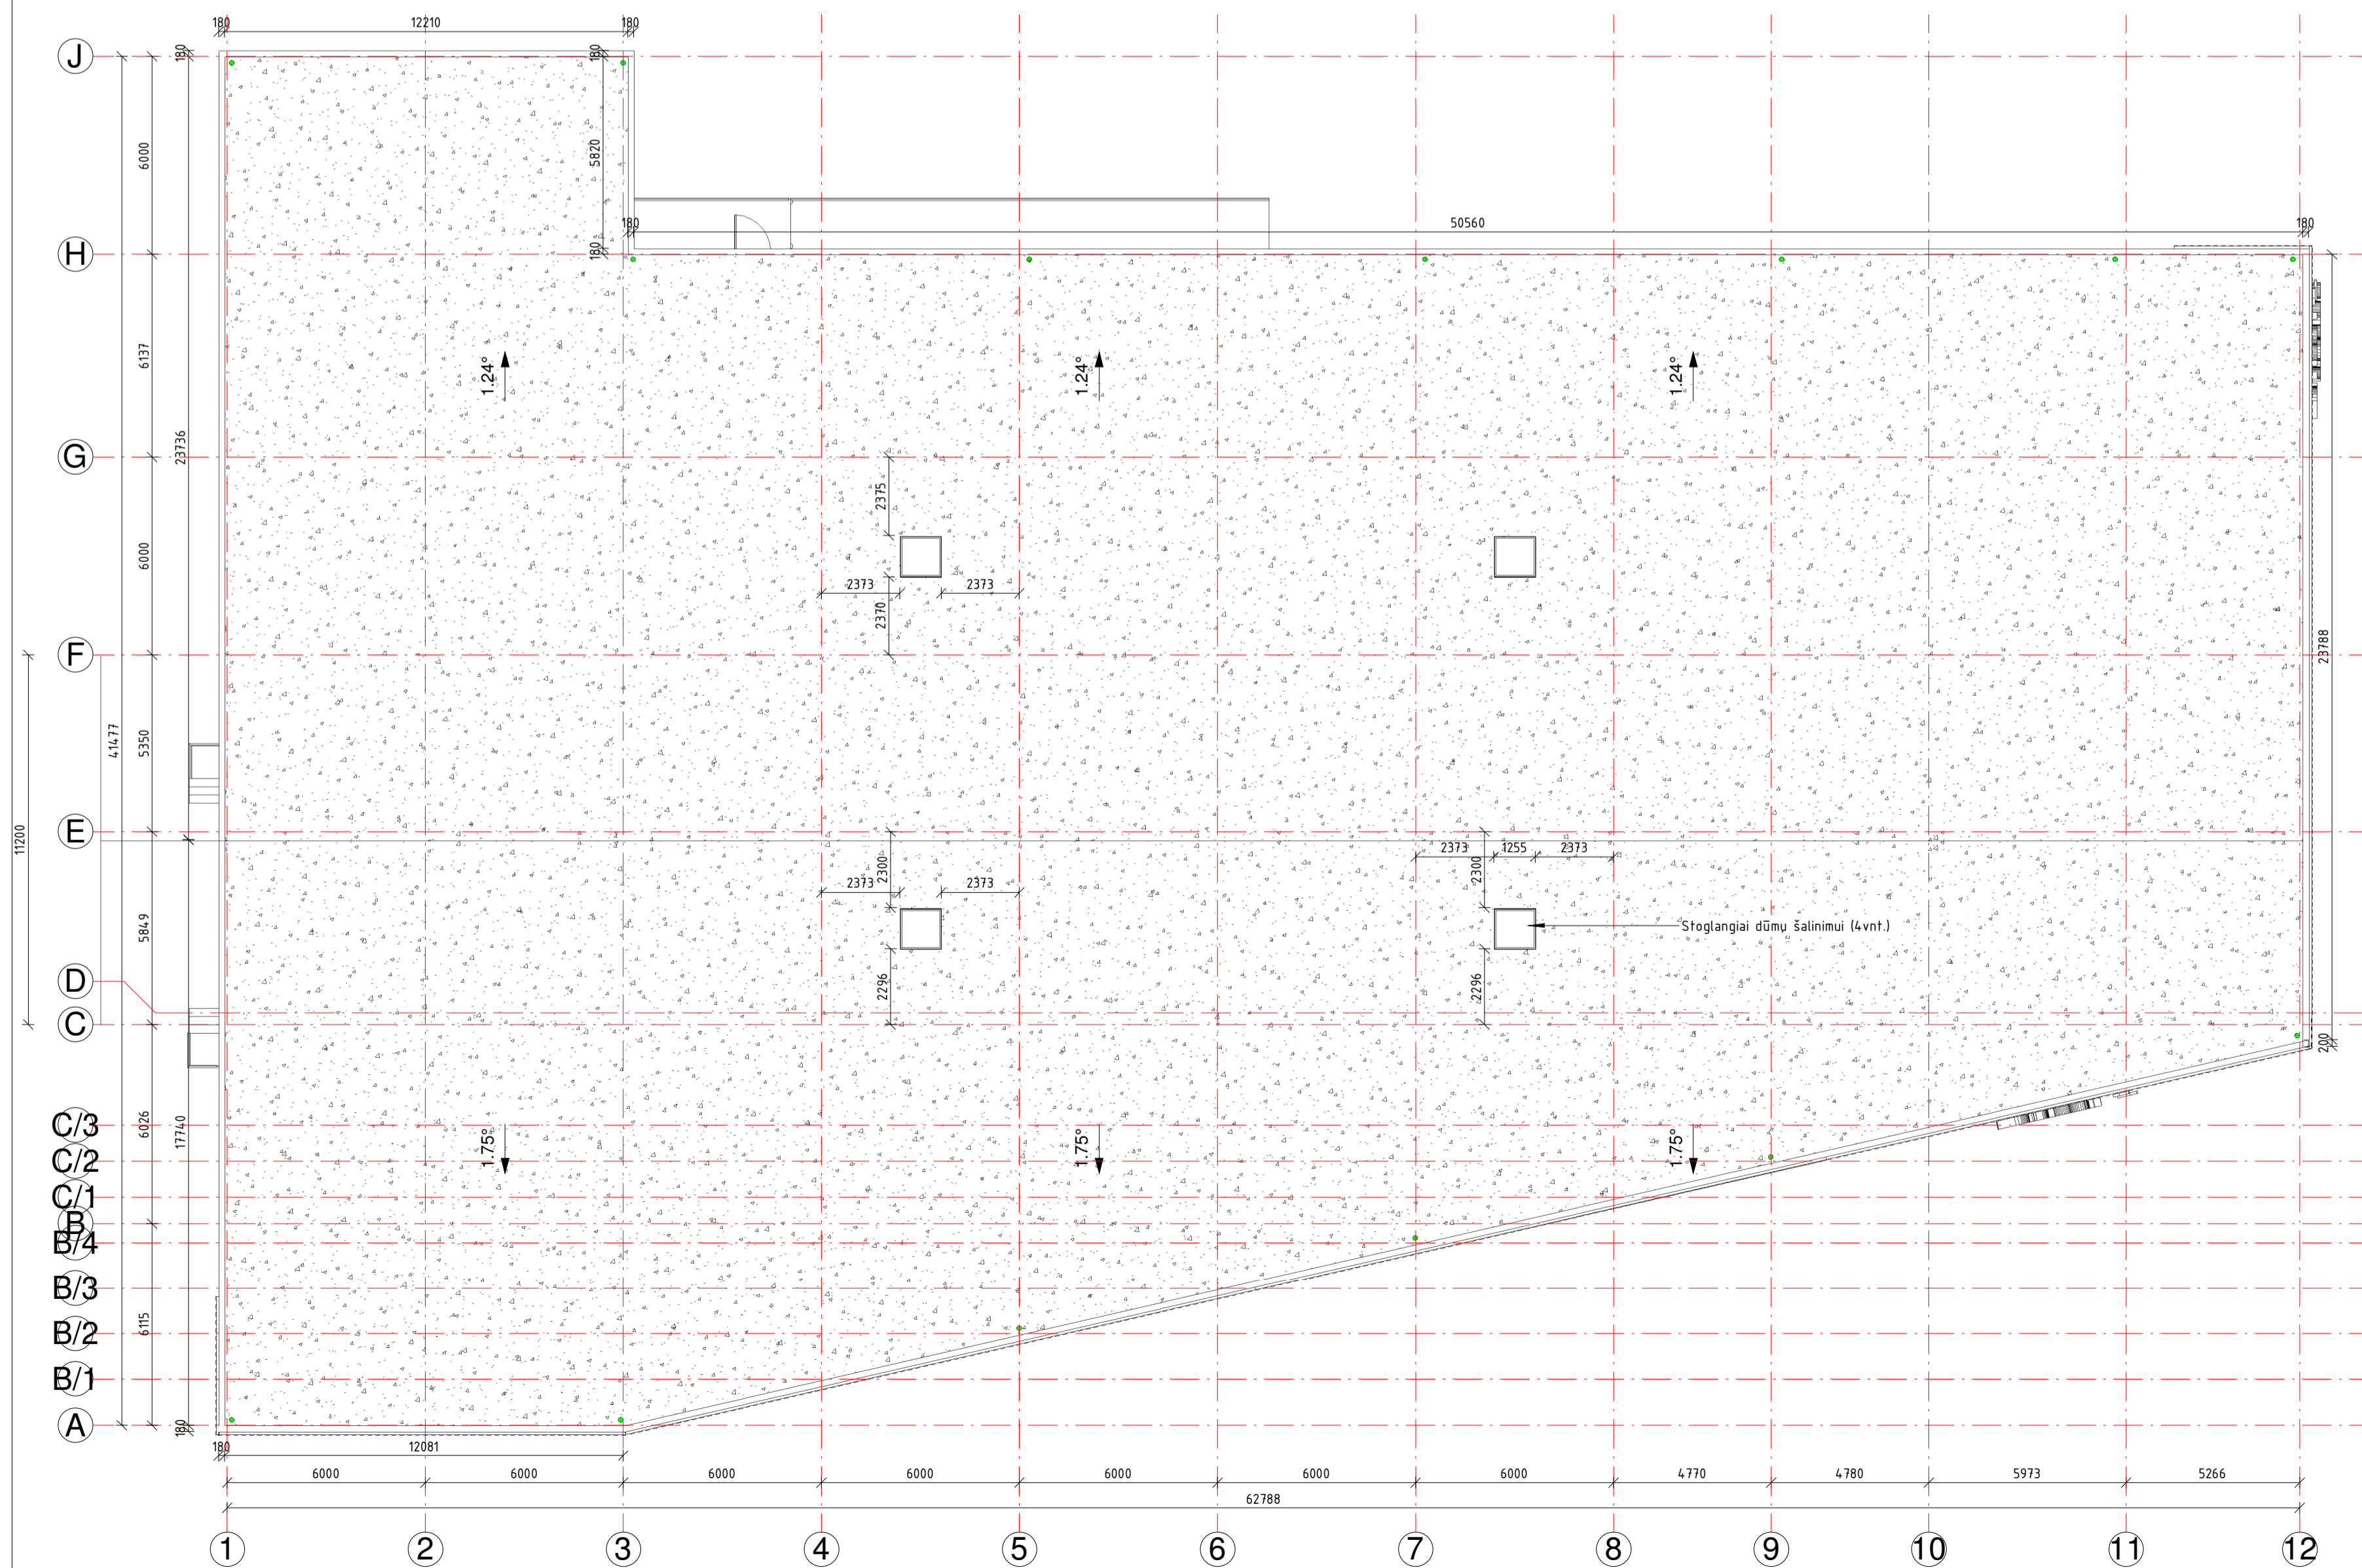 180 12210 180
J
180
180
6000
5820
180 50560 180
180
H
6137
1.24°
1.24°
1.24°
23736
G
2375
6000
2373 2373
2370
F
23788
41477
5350
11200
E
2300
2373 1255 2373
2300
2373 2373
5849
Stoglangiai dūmų šalinimui (4vnt.)
D
2296
2296
C
200
6026
17740
C/3
1.75°
1.75°
1.75°
C/2
C/1
B
B/4
B/3
6115
B/2
B/1
A
180
180 12081
6000 6000 6000 6000 6000 6000 6000 4770 4780 5973 5266
62788
1 2 3 4 5 6 7 8 9 10 11 12